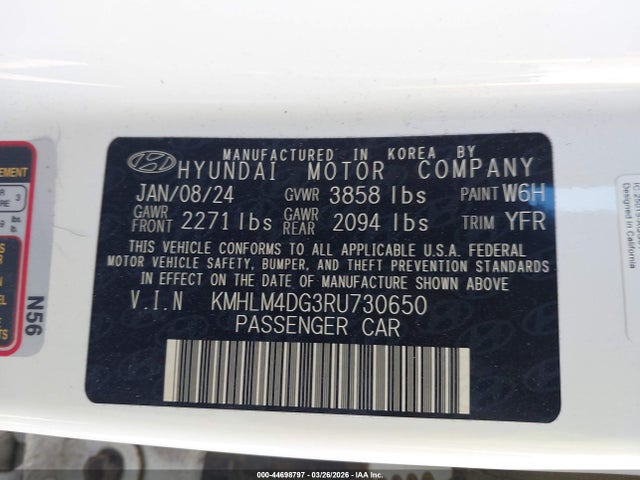 MANUFACTURED IN KOREA BY
HYUNDAI MOTOR COMPANY
JAN/08/24 GVWR 3858 lbs PAINT W6H
GAWR FRONT 2271 lbs GAWR REAR 2094 lbs TRIM YFR
THIS VEHICLE CONFORMS TO ALL APPLICABLE U.S.A. FEDERAL
MOTOR VEHICLE SAFETY, BUMPER, AND THEFT PREVENTION STANDARDS
IN EFFECT ON THE DATE OF MANUFACTURE SHOWN ABOVE
V.I.N KMHLM4DG3RU730650
PASSENGER CAR
N56
Designed in California
000-44698797 - 03/26/2026 - IAA Inc.